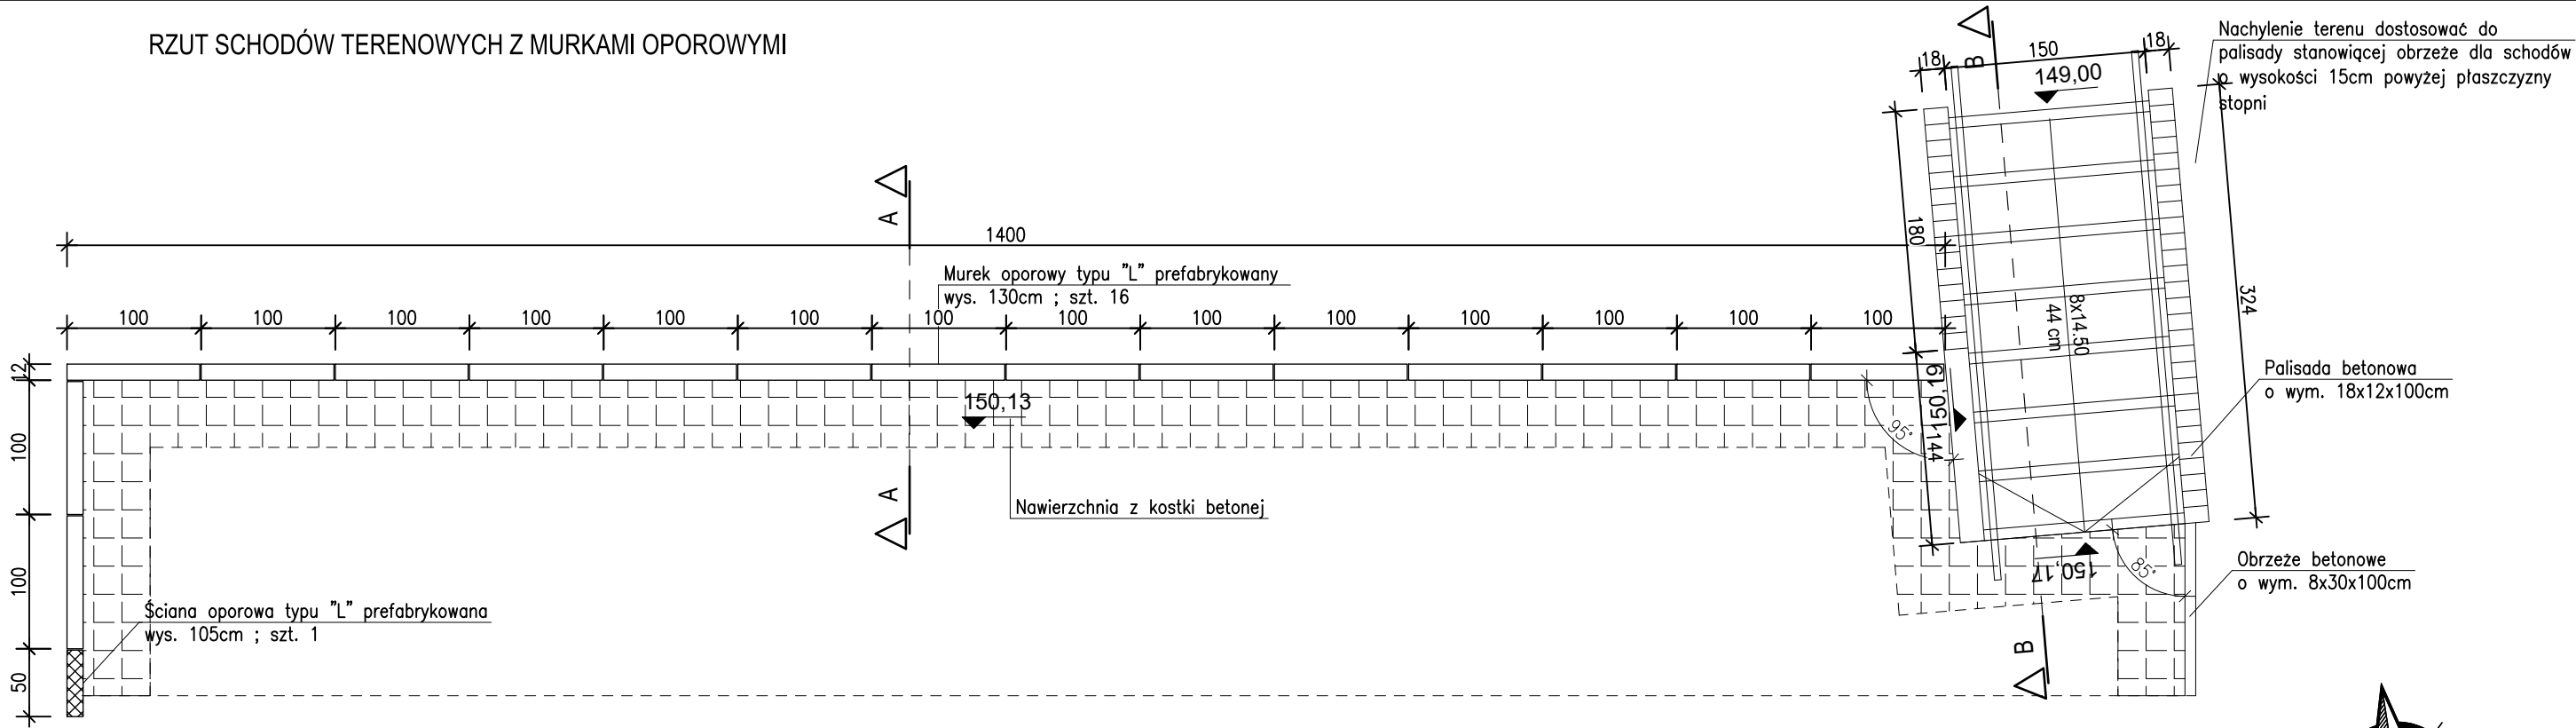 RZUT SCHODÓW TERENOWYCH Z MURKAMI OPOROWYMI
Nachylenie terenu dostosować do
palisady stanowiącej obrzeże dla schodów
o wysokości 15cm powyżej płaszczyzny
stopni
18
150
18
B
149,00
A
1400
180
324
Murek oporowy typu "L" prefabrykowany
wys. 130cm ; szt. 16
100
100
100
100
100
100
100
100
100
100
100
100
100
100
8x14.50
44 cm
12
150,13
150,19
95°
144
Palisada betonowa
o wym. 18x12x100cm
100
A
Nawierzchnia z kostki betonej
100
150,17
85°
Obrzeże betonowe
o wym. 8x30x100cm
Ściana oporowa typu "L" prefabrykowana
wys. 105cm ; szt. 1
B
50